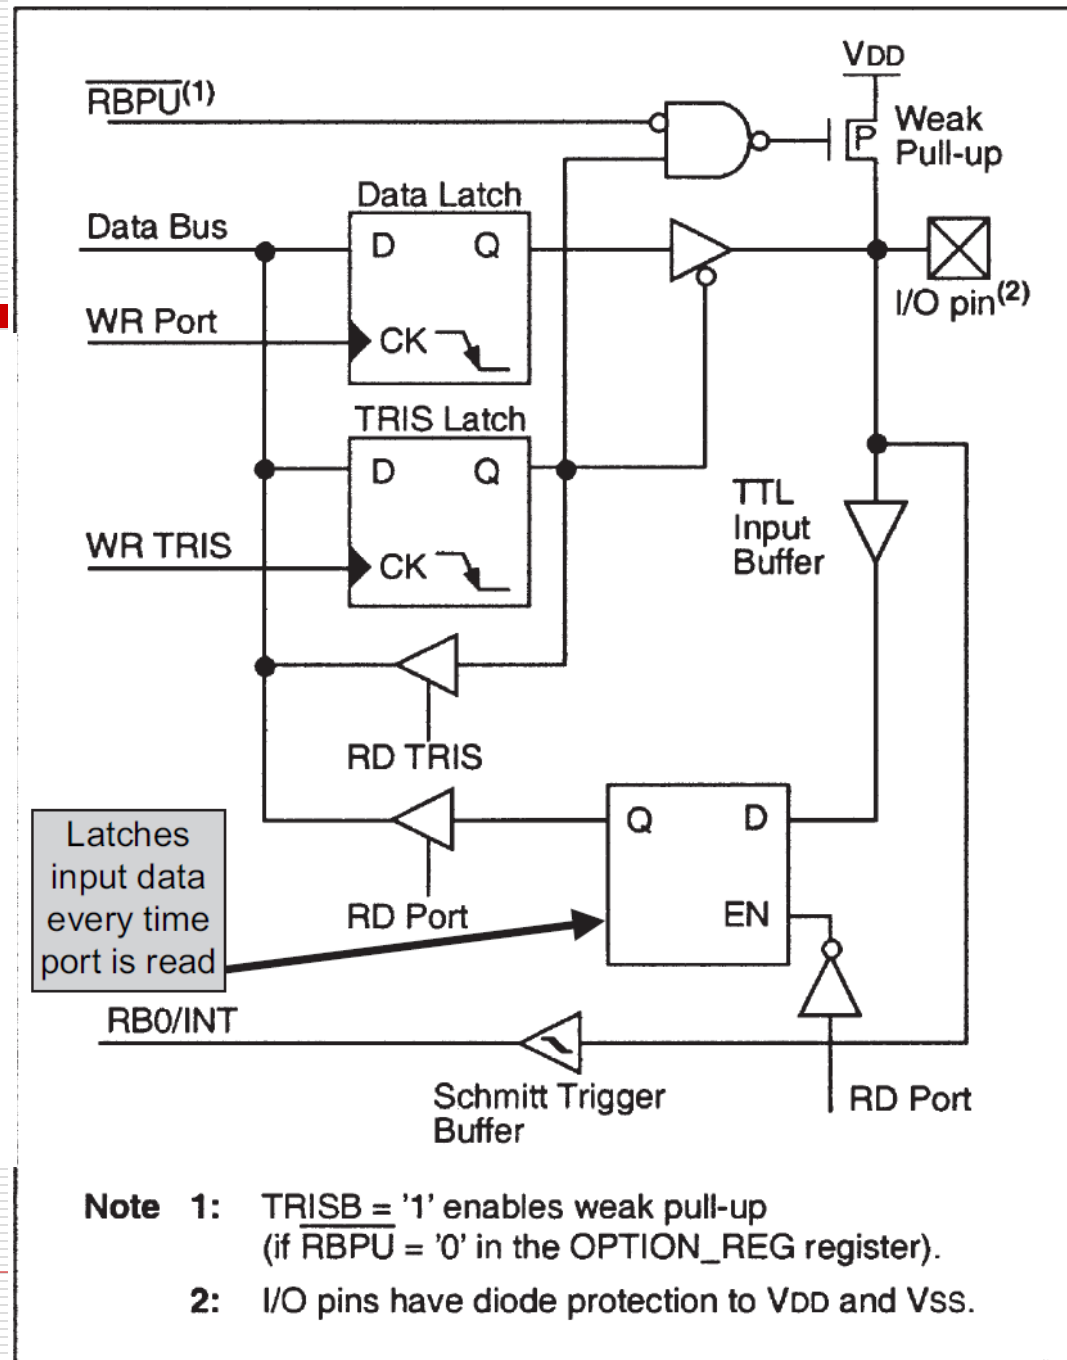 VDD
RBPU(1)
Weak
Pull-up
P
Data Latch
Data Bus
D Q
I/O pin(2)
WR Port
CK
TRIS Latch
D Q
TTL
Input
Buffer
WR TRIS
CK
RD TRIS
Q D
Latches
input data
every time
port is read
EN
RD Port
RB0/INT
Schmitt Trigger
Buffer
RD Port
Note 1: TRISB = '1' enables weak pull-up
(if RBPU = '0' in the OPTION_REG register).
2: I/O pins have diode protection to VDD and VSS.